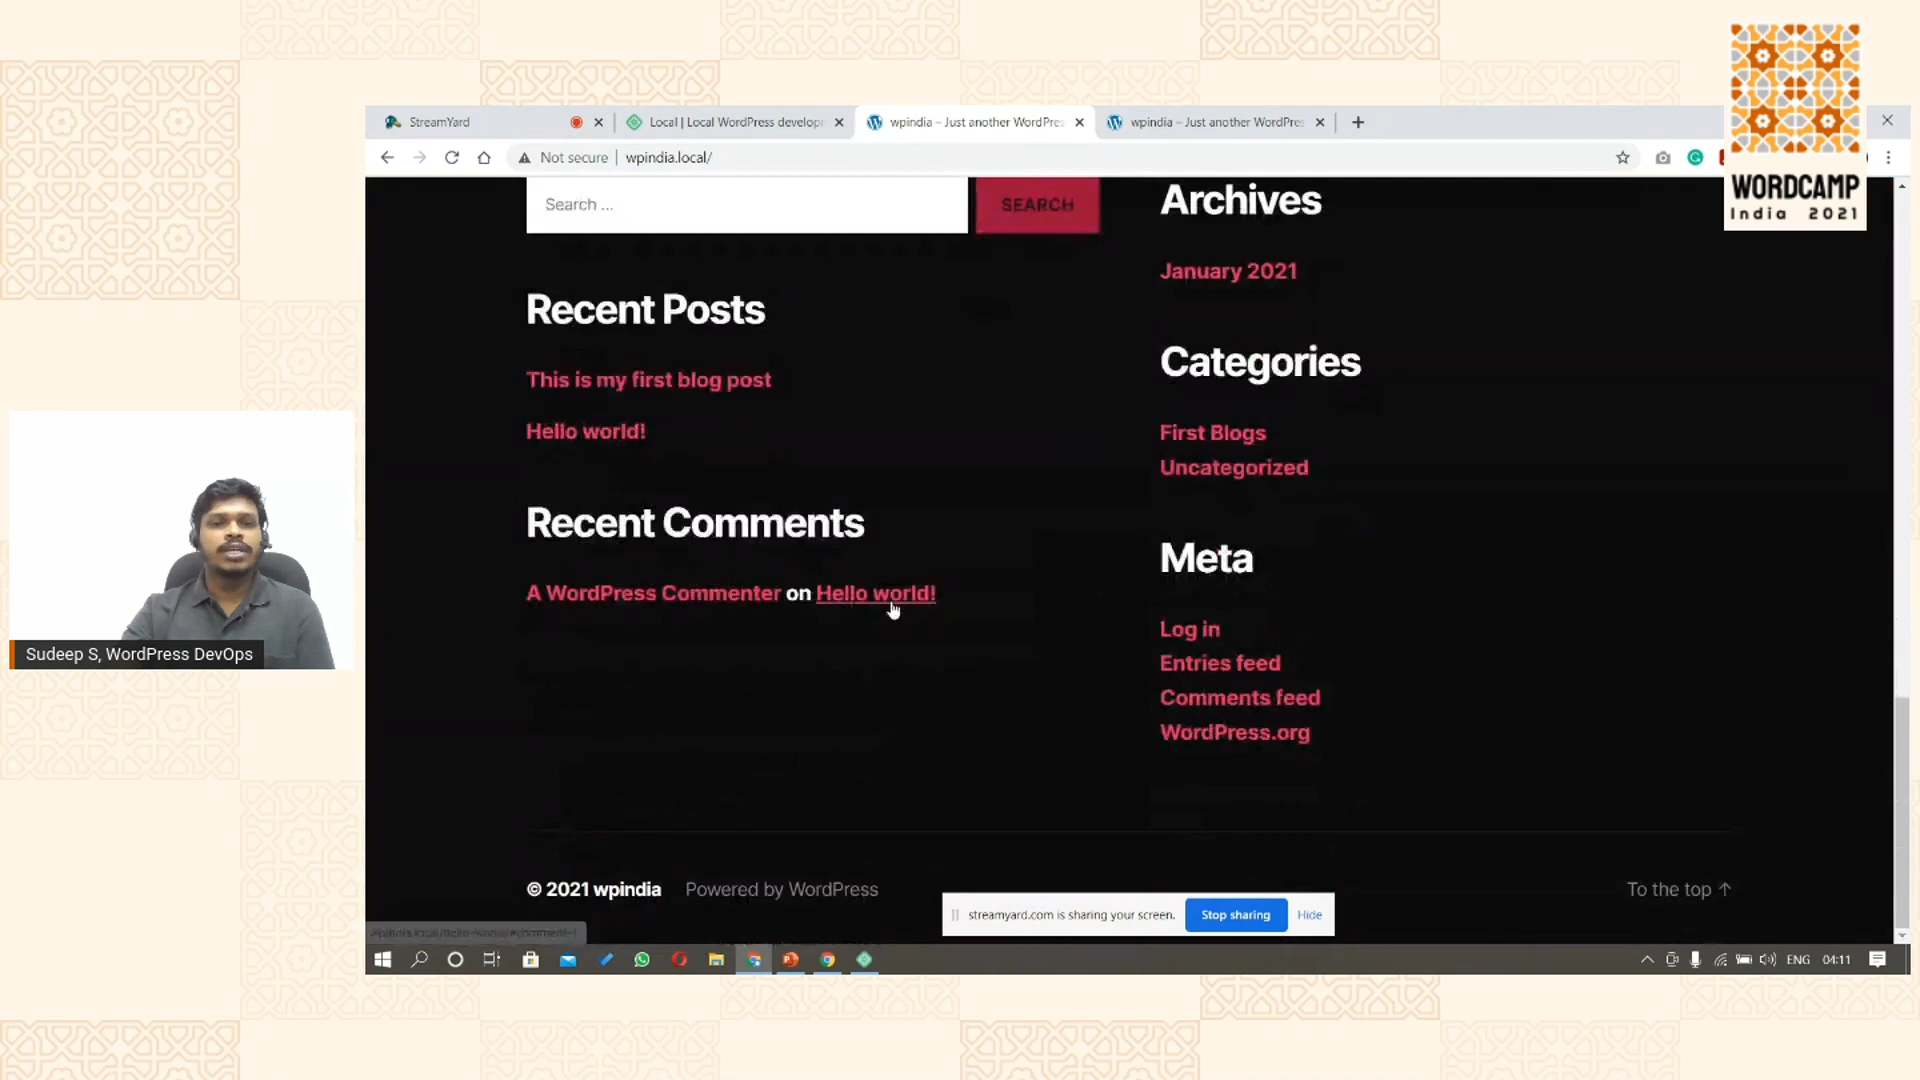 WORDCAMP
India 2021
StreamYard
Local | Local WordPress develop
wpindia – Just another WordPres
wpindia – Just another WordPres
Not secure | wpindia.local/
Search ...
SEARCH
Archives
January 2021
Recent Posts
This is my first blog post
Hello world!
Categories
First Blogs
Uncategorized
Recent Comments
A WordPress Commenter on Hello world!
Meta
Log in
Entries feed
Comments feed
WordPress.org
Sudeep S, WordPress DevOps
© 2021 wpindia Powered by WordPress
To the top ↑
streamyard.com is sharing your screen. Stop sharing Hide
ENG 04:11